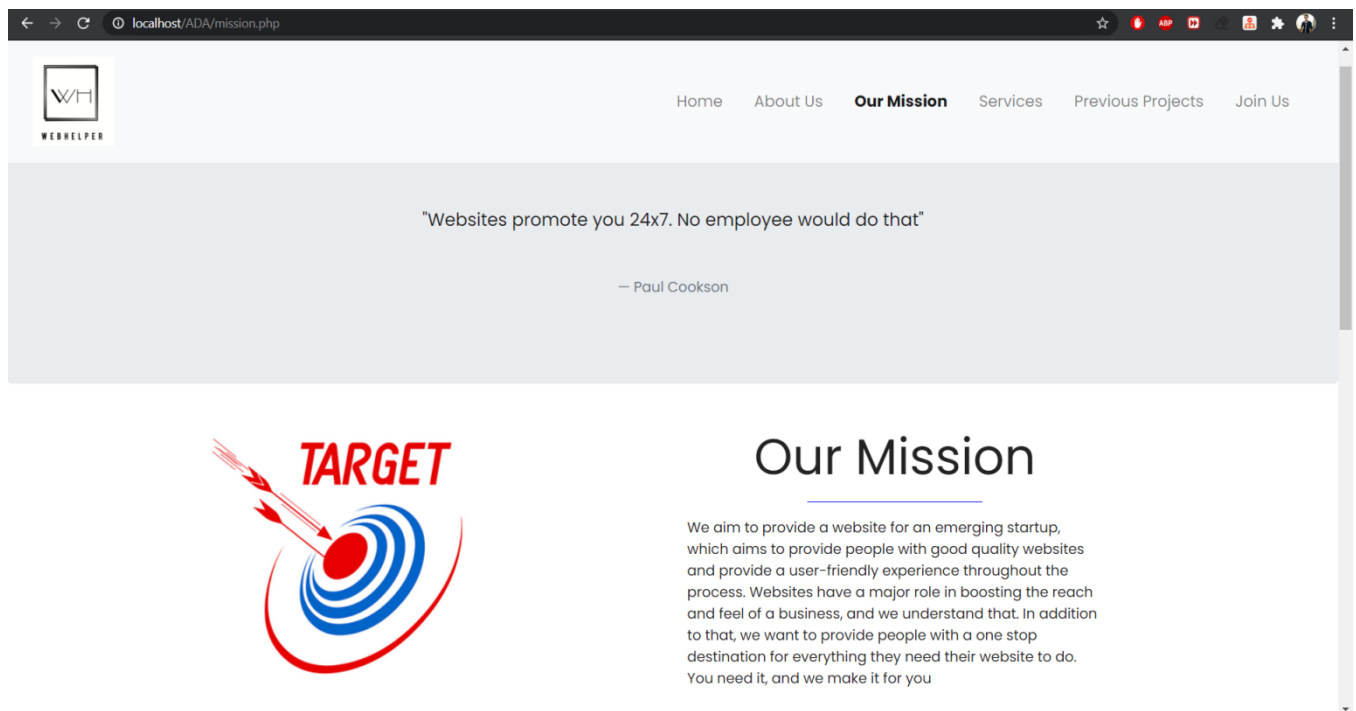 localhost/ADA/mission.php
ABP
WH
WEBHELPER
Home About Us Our Mission Services Previous Projects Join Us
"Websites promote you 24x7. No employee would do that"
— Paul Cookson
TARGET
Our Mission
We aim to provide a website for an emerging startup,
which aims to provide people with good quality websites
and provide a user-friendly experience throughout the
process. Websites have a major role in boosting the reach
and feel of a business, and we understand that. In addition
to that, we want to provide people with a one stop
destination for everything they need their website to do.
You need it, and we make it for you